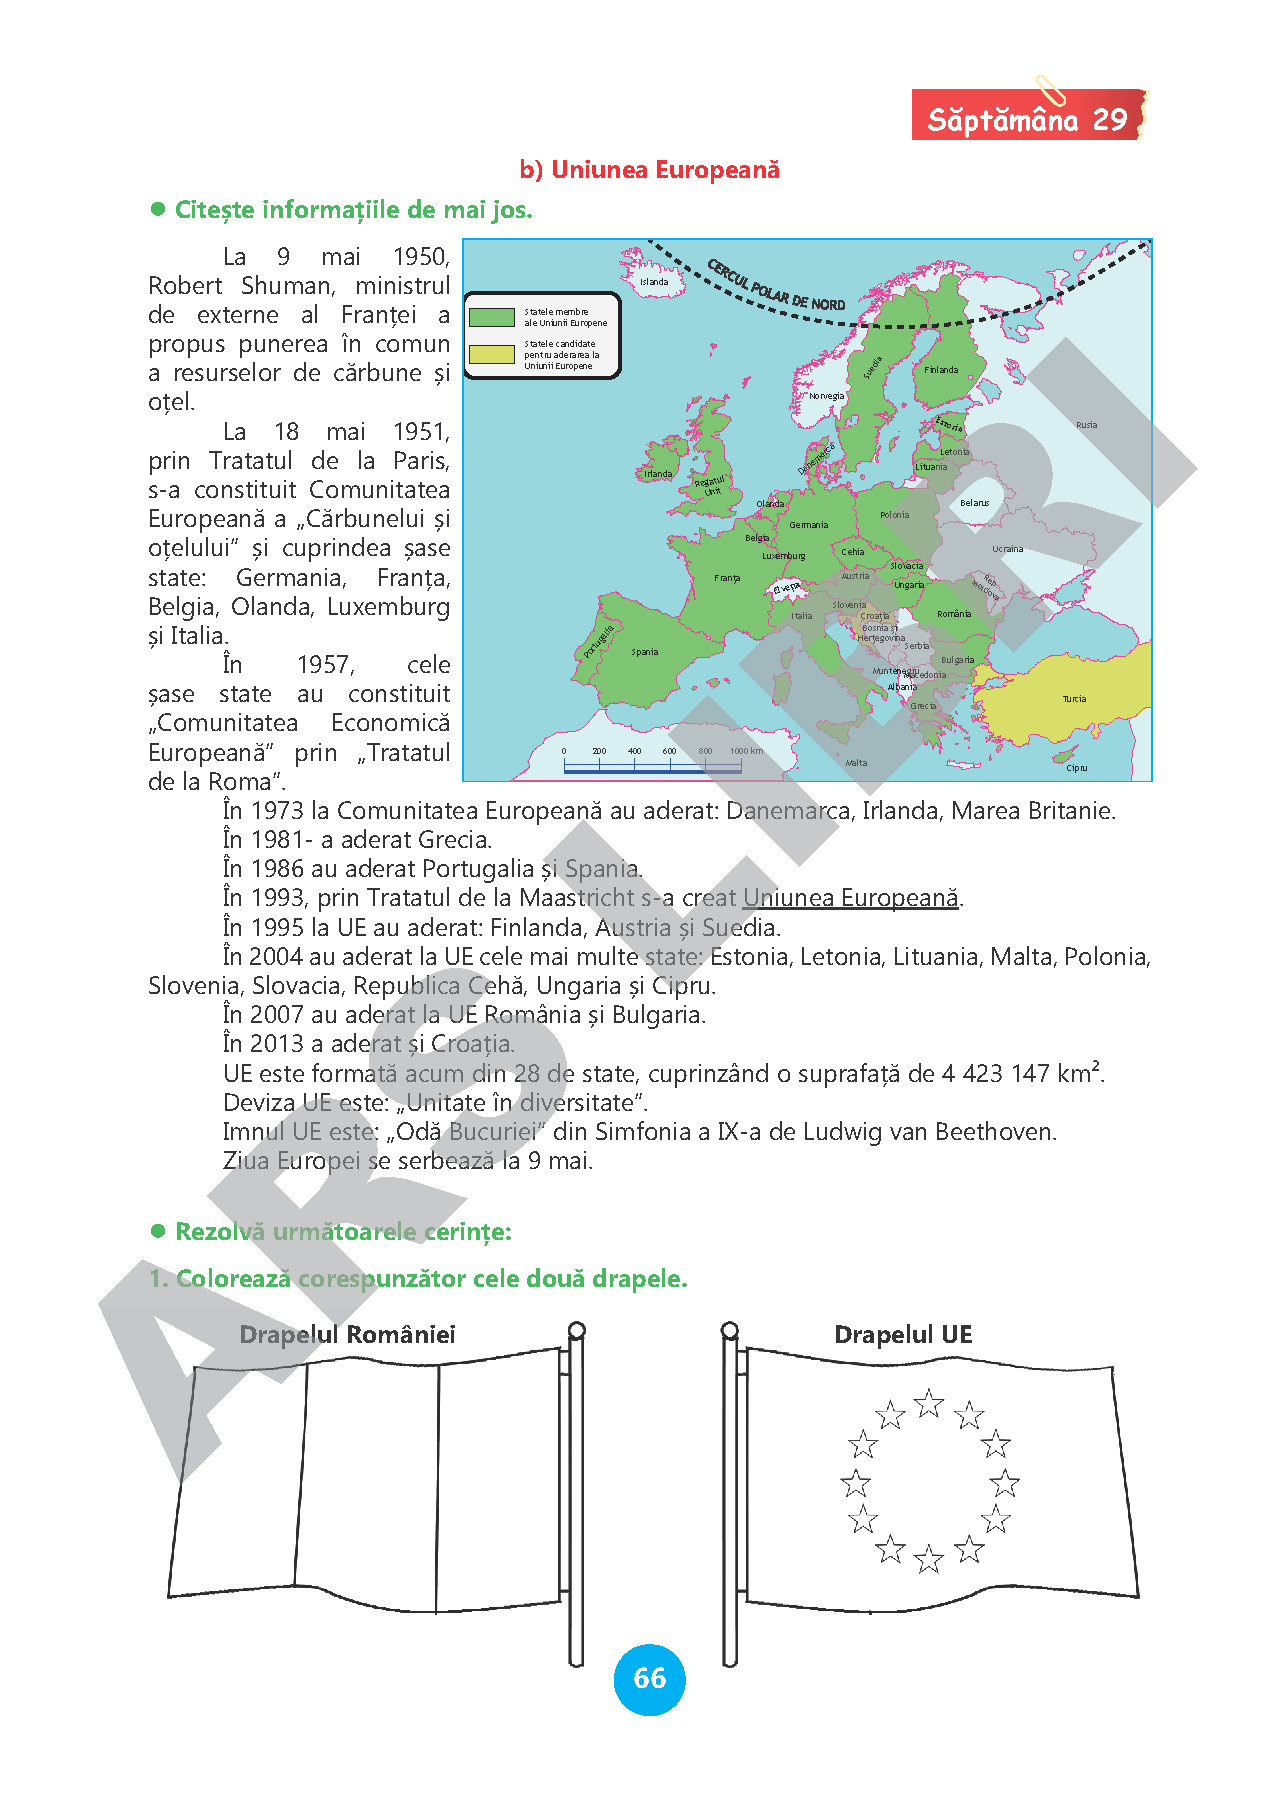 Săptămâna 29
b) Uniunea Europeană
● Citește informațiile de mai jos.
La 9 mai 1950,
Robert Shuman, ministrul
de externe al Franței a
propus punerea în comun
a resurselor de cărbune și
oțel.
La 18 mai 1951,
prin Tratatul de la Paris,
s-a constituit Comunitatea
Europeană a „Cărbunelui și
oțelului” și cuprindea șase
state: Germania, Franța,
Belgia, Olanda, Luxemburg
și Italia.
În 1957, cele
șase state au constituit
„Comunitatea Economică
Europeană” prin „Tratatul
de la Roma”.
Islanda
CERCUL POLAR DE NORD
Statele membre
ale Uniunii Europene
Statele candidate
pentru aderarea la
Uniunii Europene
Suedia
Finlanda
Norvegia
Estonia
Rusia
Danemarca
Letonia
Lituania
Irlanda
Regatul
Unit
Olanda
Belarus
Polonia
Germania
Belgia
Luxemburg
Cehia
Ucraina
Slovacia
Franța
Austria
Elveția
Ungaria
Rep.
Moldova
Slovenia
Italia
Croația
România
Bosnia și
Herțegovina
Portugalia
Spania
Serbia
Bulgaria
Muntenegru
Macedonia
Albania
Turcia
Grecia
0 200 400 600 800 1000 km
Malta
Cipru
În 1973 la Comunitatea Europeană au aderat: Danemarca, Irlanda, Marea Britanie.
În 1981- a aderat Grecia.
În 1986 au aderat Portugalia și Spania.
În 1993, prin Tratatul de la Maastricht s-a creat Uniunea Europeană.
În 1995 la UE au aderat: Finlanda, Austria și Suedia.
În 2004 au aderat la UE cele mai multe state: Estonia, Letonia, Lituania, Malta, Polonia,
Slovenia, Slovacia, Republica Cehă, Ungaria și Cipru.
În 2007 au aderat la UE România și Bulgaria.
În 2013 a aderat și Croația.
UE este formată acum din 28 de state, cuprinzând o suprafață de 4 423 147 km².
Deviza UE este: „Unitate în diversitate”.
Imnul UE este: „Odă Bucuriei” din Simfonia a IX-a de Ludwig van Beethoven.
Ziua Europei se serbează la 9 mai.
● Rezolvă următoarele cerințe:
1. Colorează corespunzător cele două drapele.
Drapelul României
Drapelul UE
66
ARS LIBRI